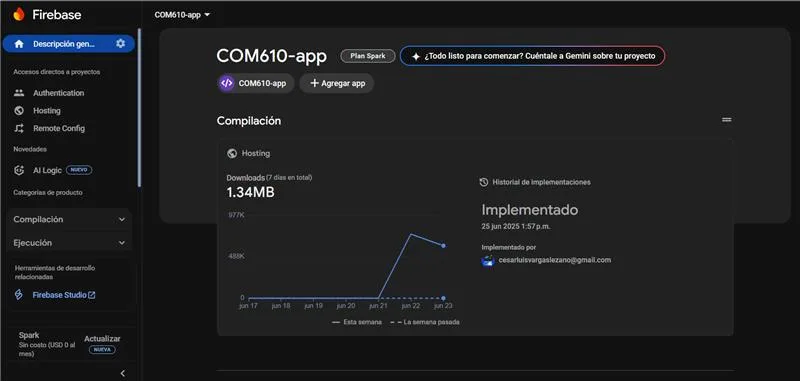 Firebase
COM610-app
Descripción gen...
Accesos directos a proyectos
Authentication
Hosting
Remote Config
Novedades
AI Logic NUEVO
Categorías de producto
Compilación
Ejecución
Herramientas de desarrollo
relacionadas
Firebase Studio
Spark
Sin costo (USD 0 al
mes)
Actualizar
NUEVA
COM610-app
Plan Spark
¿Todo listo para comenzar? Cuéntale a Gemini sobre tu proyecto
COM610-app
Agregar app
Compilación
Hosting
Downloads (7 días en total)
1.34MB
977K
488K
0
jun 17 jun 18 jun 19 jun 20 jun 21 jun 22 jun 23
Esta semana La semana pasada
Historial de implementaciones
Implementado
25 jun 2025 1:57 p.m.
Implementado por
cesarluisvargaslezano@gmail.com